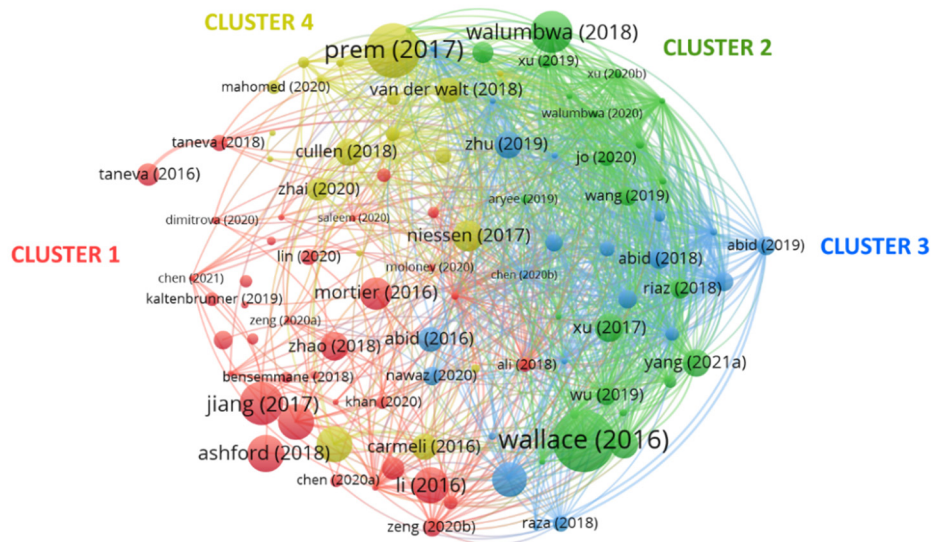 CLUSTER 4
prem (2017)
walumbwa (2018)
CLUSTER 2
xu (2019)
xu (2020b)
mahomed (2020)
van der walt (2018)
walumbwa (2020)
taneva (2018)
cullen (2018)
zhu (2019)
jo (2020)
taneva (2016)
zhai (2020)
aryee (2019)
wang (2019)
dimitrova (2020)
saleem (2020)
niessen (2017)
abid (2019)
CLUSTER 3
CLUSTER 1
lin (2020)
moloney (2020)
chen (2020b)
abid (2018)
chen (2021)
kaltenbrunner (2019)
mortier (2016)
riaz (2018)
zeng (2020a)
zhao (2018)
abid (2016)
xu (2017)
bensemmane (2018)
nawaz (2020)
ali (2018)
yang (2021a)
jiang (2017)
khan (2020)
wu (2019)
ashford (2018)
carmeli (2016)
wallace (2016)
chen (2020a)
li (2016)
zeng (2020b)
raza (2018)